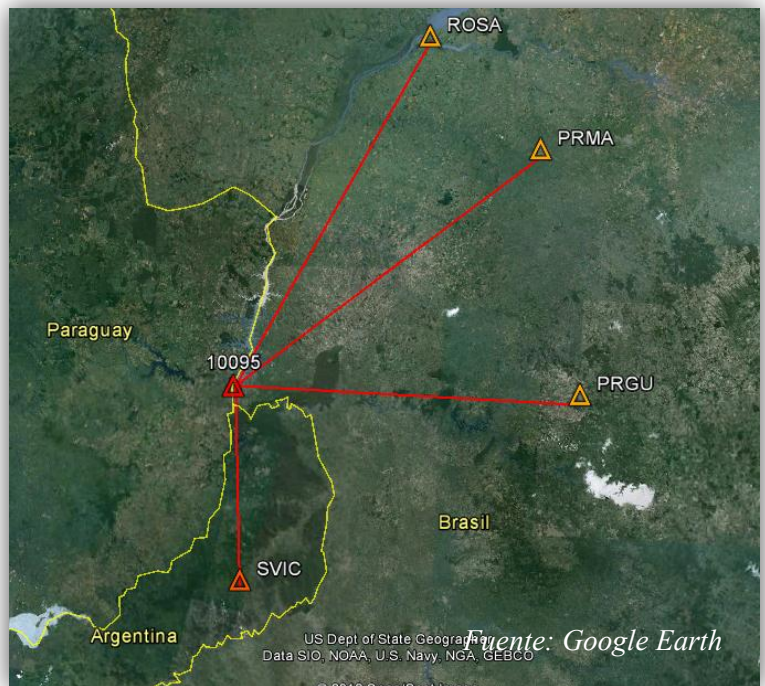 ROSA
PRMA
Paraguay
10095
PRGU
Brasil
SVIC
Argentina
US Dept of State Geographer
Fuente: Google Earth
Data SIO, NOAA, U.S. Navy, NGA, GEBCO